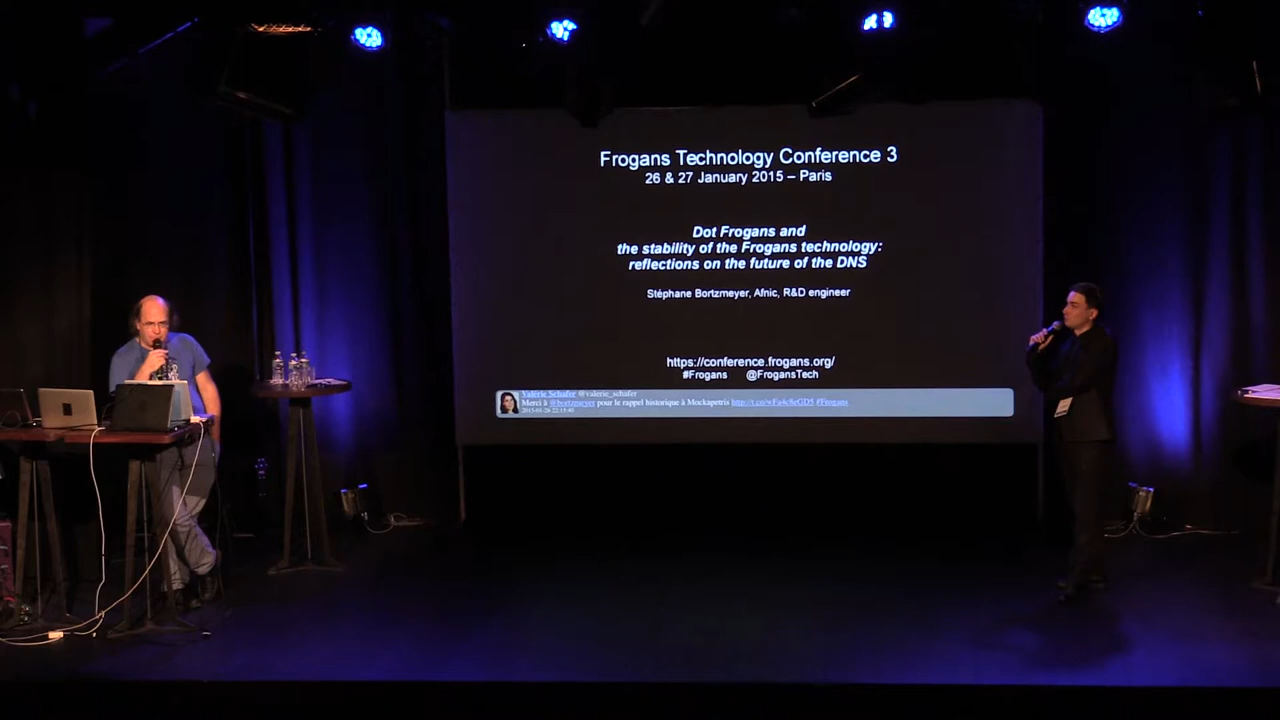 Frogans Technology Conference 3
26 & 27 January 2015 – Paris
Dot Frogans and
the stability of the Frogans technology:
reflections on the future of the DNS
Stéphane Bortzmeyer, Afnic, R&D engineer
https://conference.frogans.org/
#Frogans @FrogansTech
Valérie Schafer @valerie_schafer
Merci à @bortzmeyer pour le rappel historique à Mockapetris #Frogans